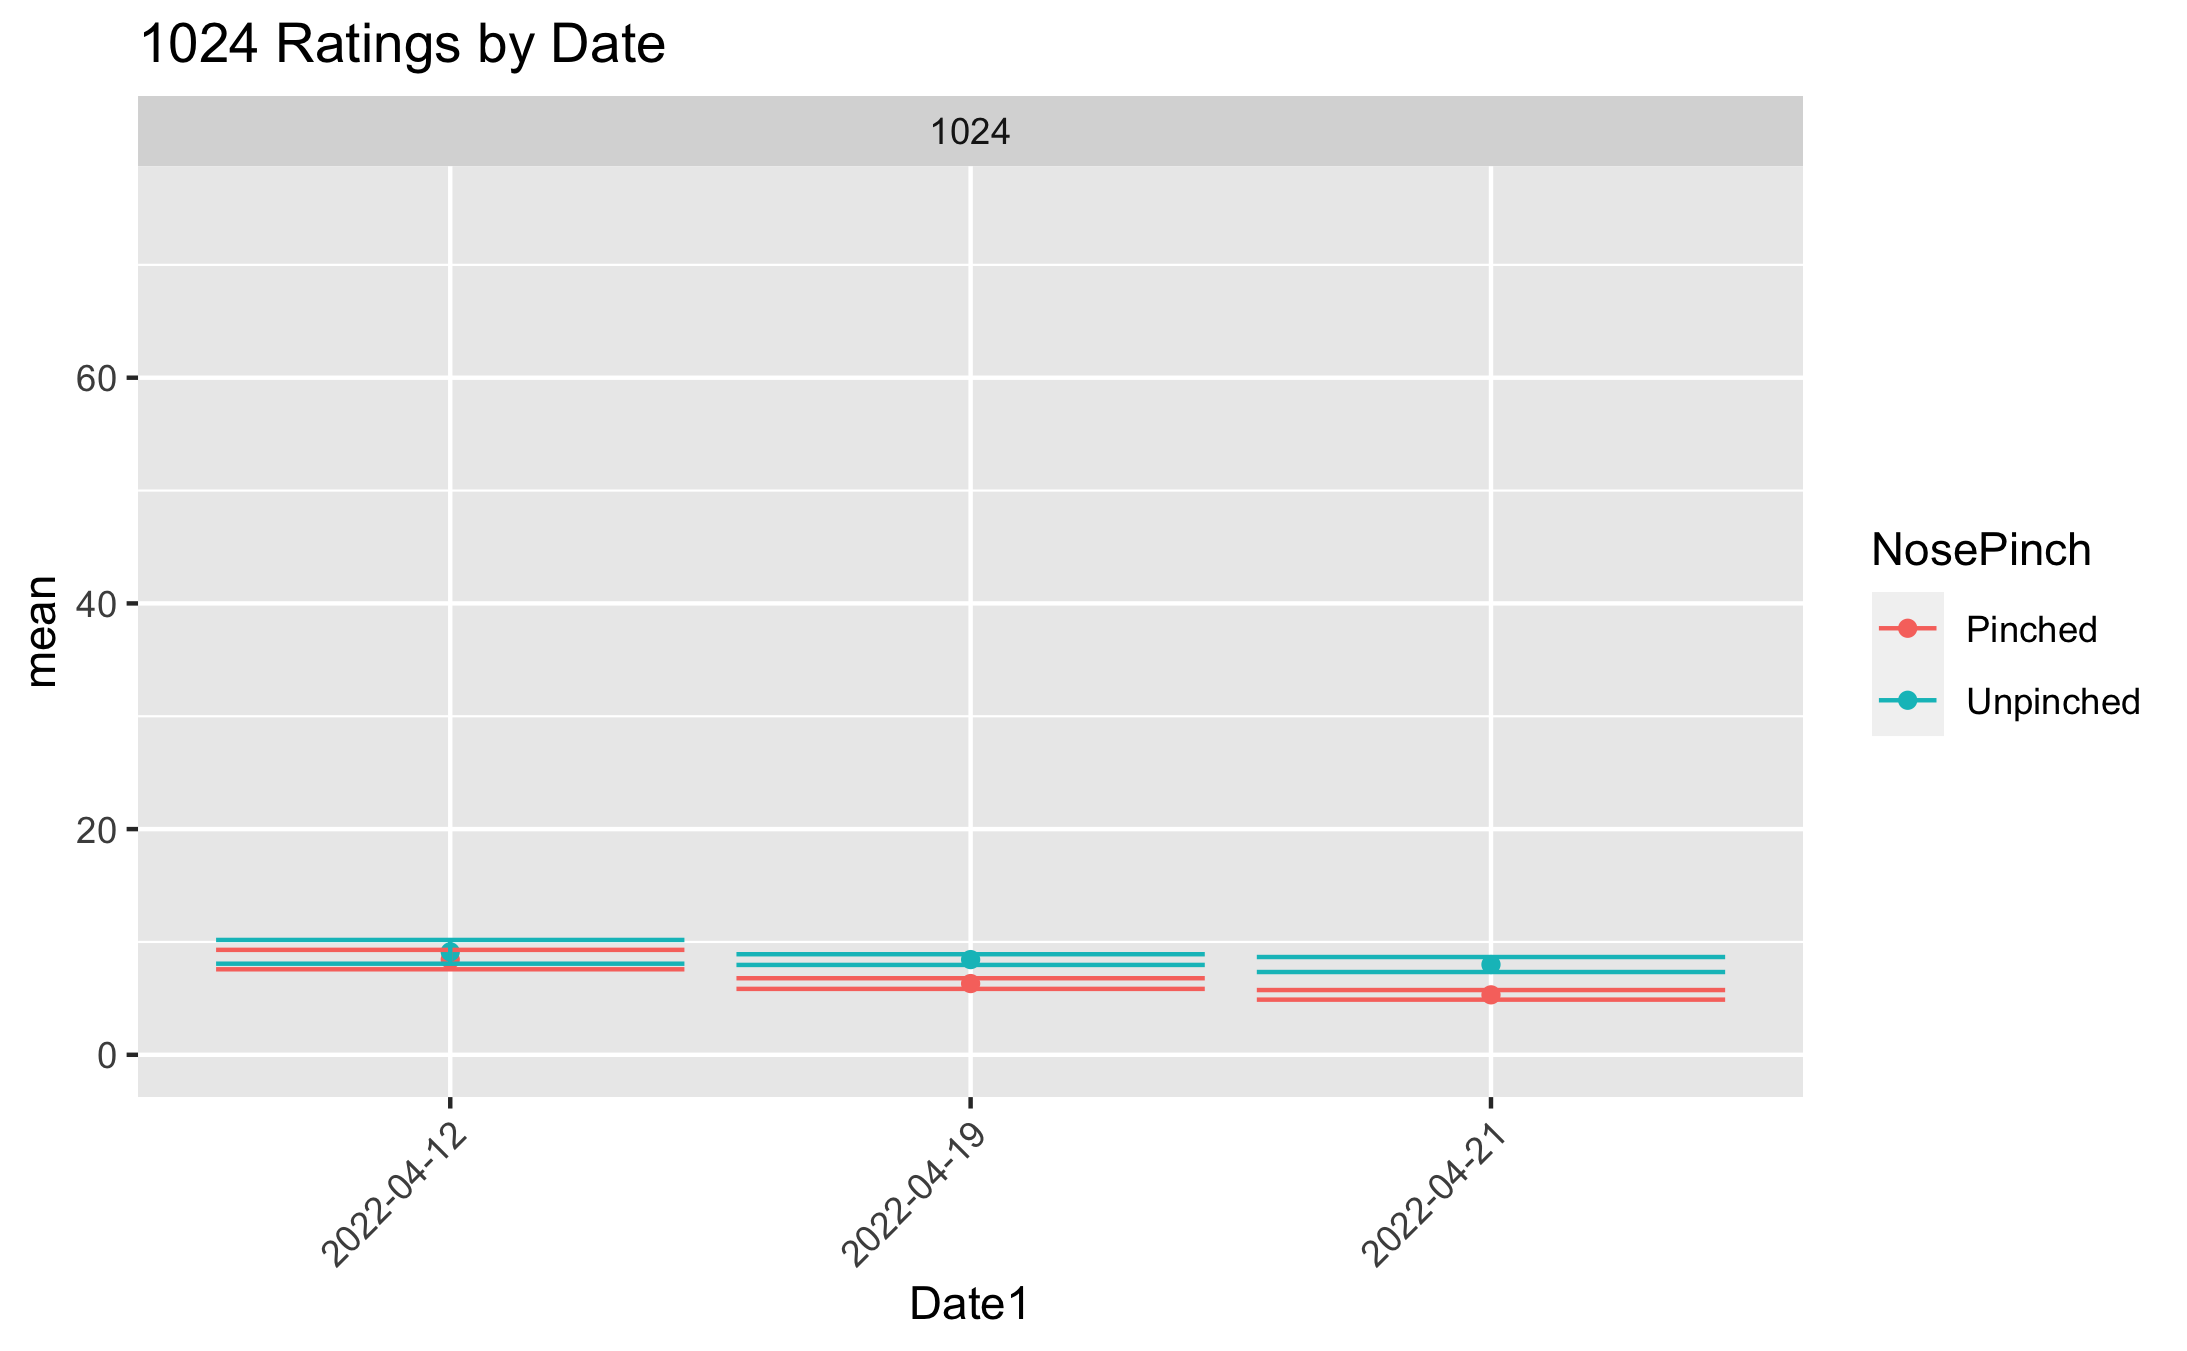 1024 Ratings by Date
1024
mean
60
40
20
0
2022-04-12
2022-04-19
2022-04-21
Date1
NosePinch
Pinched
Unpinched